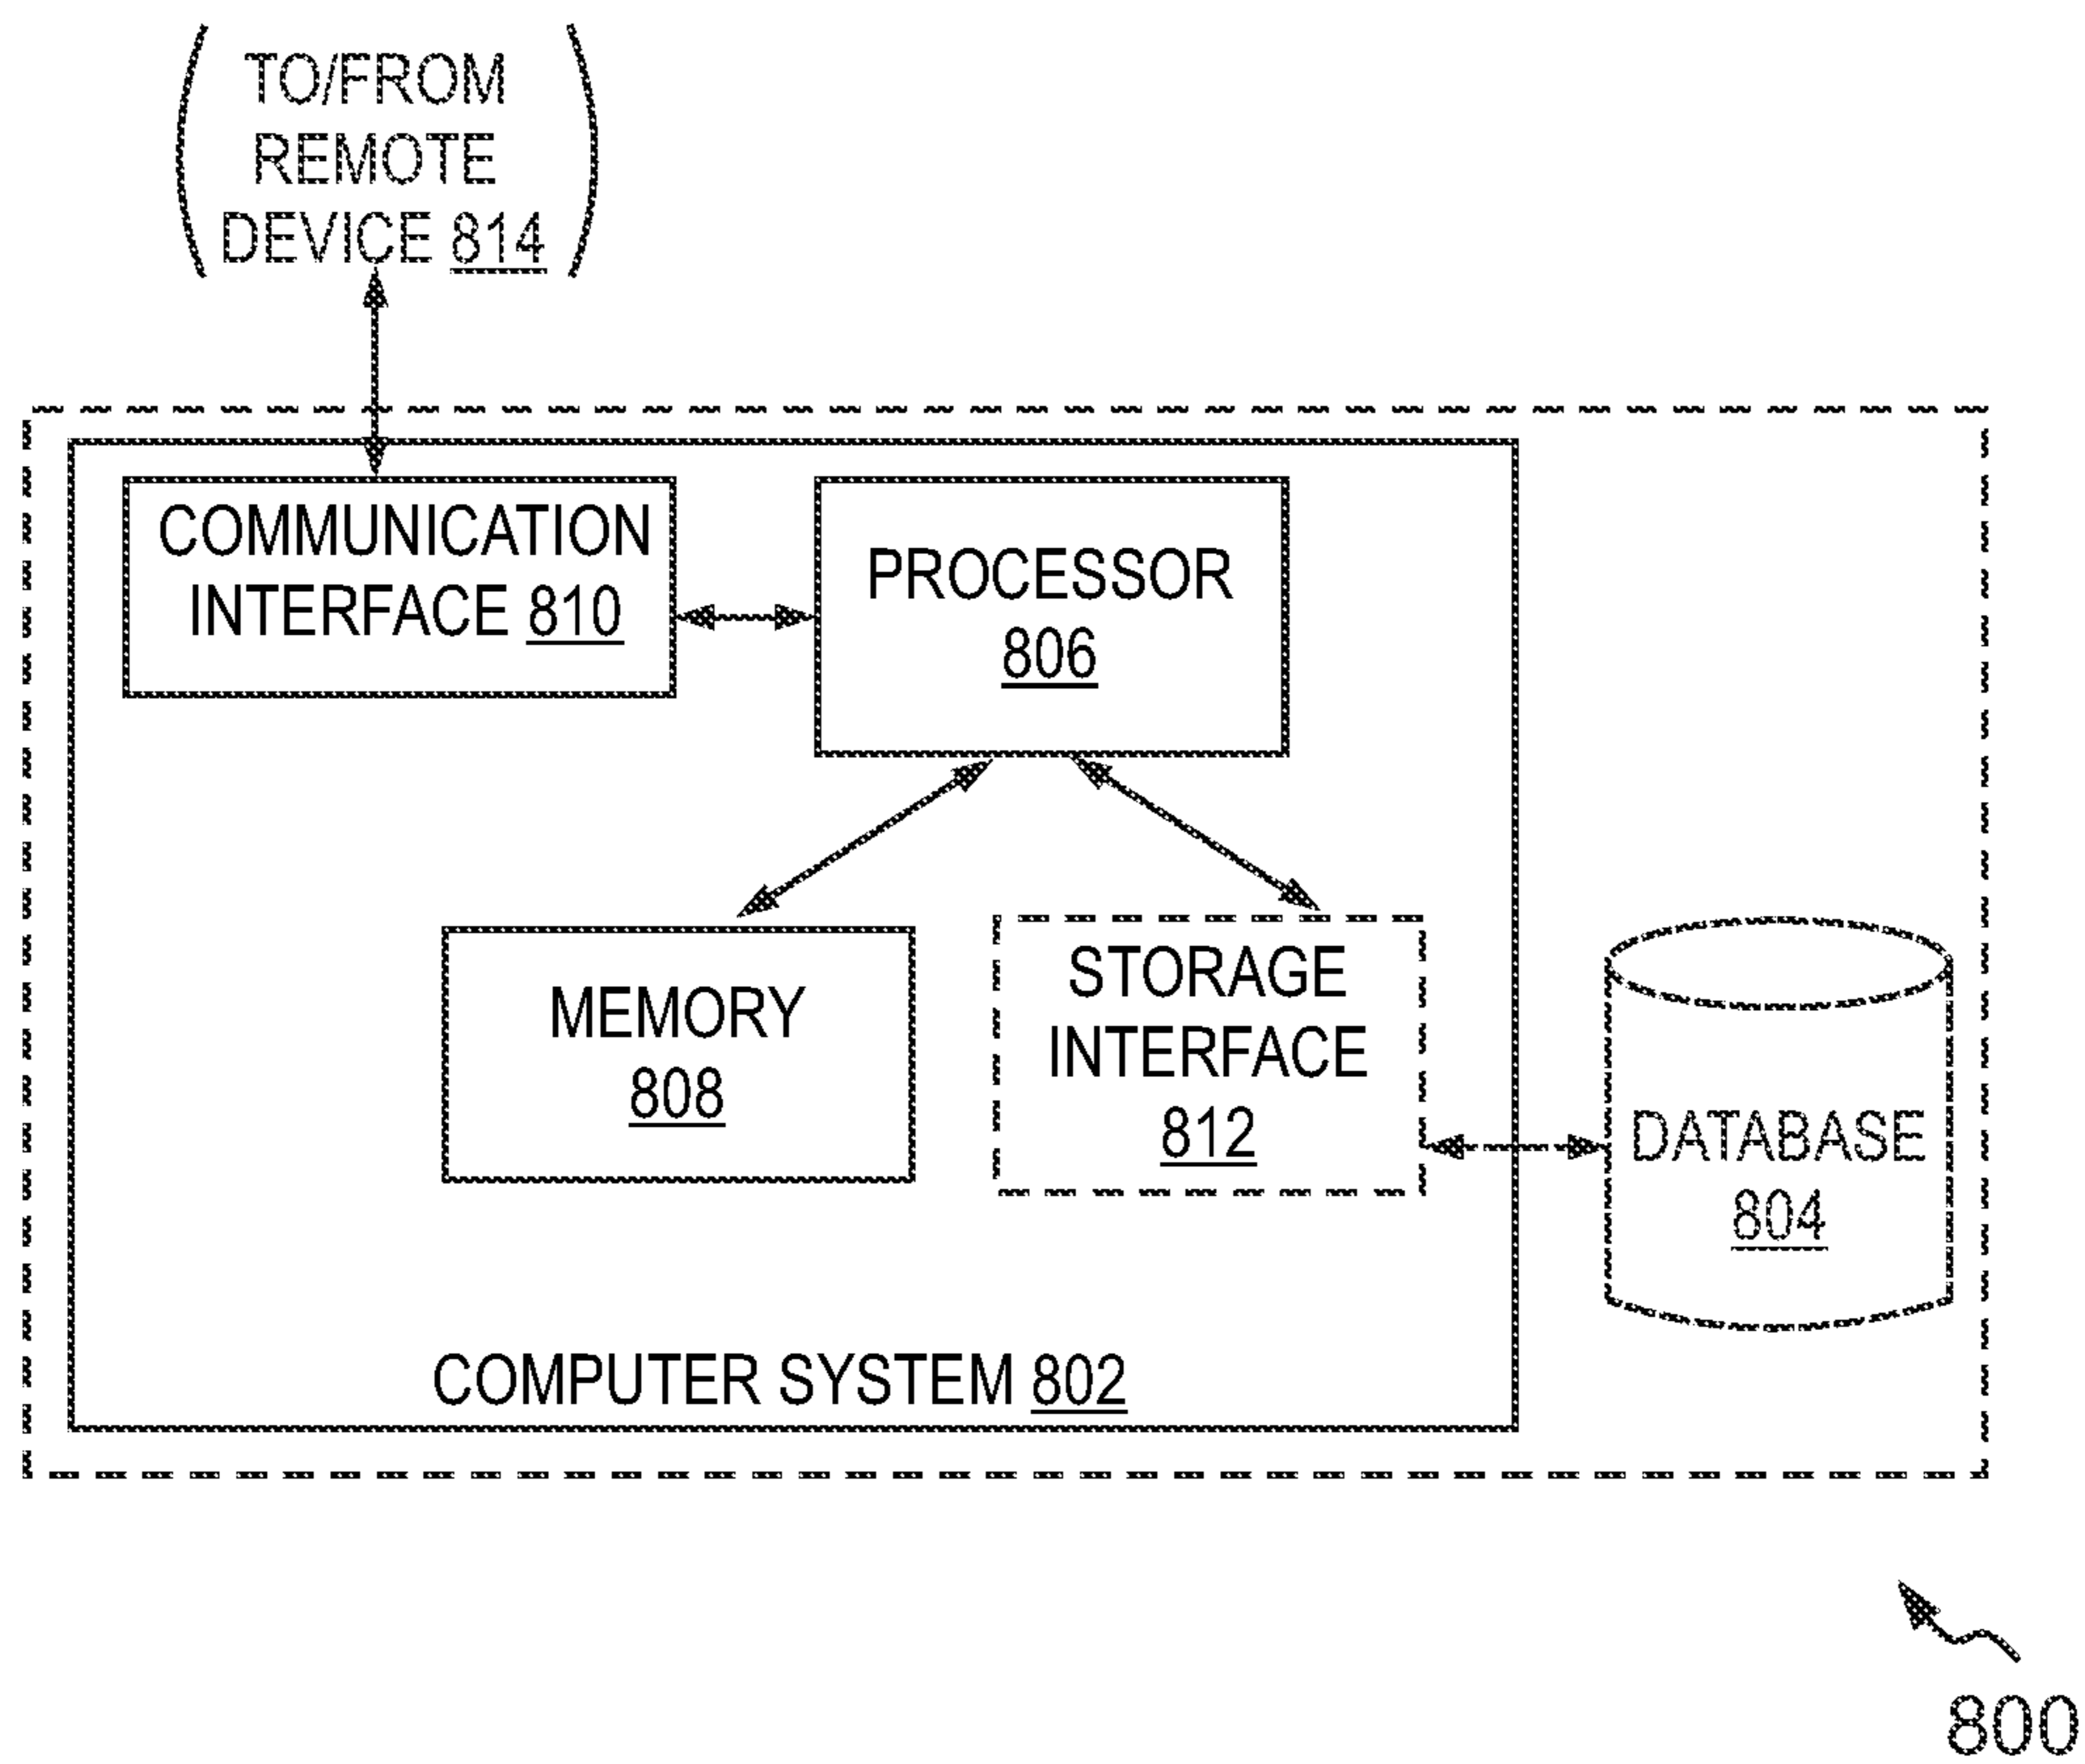 TO/FROM
REMOTE
DEVICE 814
COMMUNICATION
INTERFACE 810
PROCESSOR
806
MEMORY
808
STORAGE
INTERFACE
812
DATABASE
804
COMPUTER SYSTEM 802
800